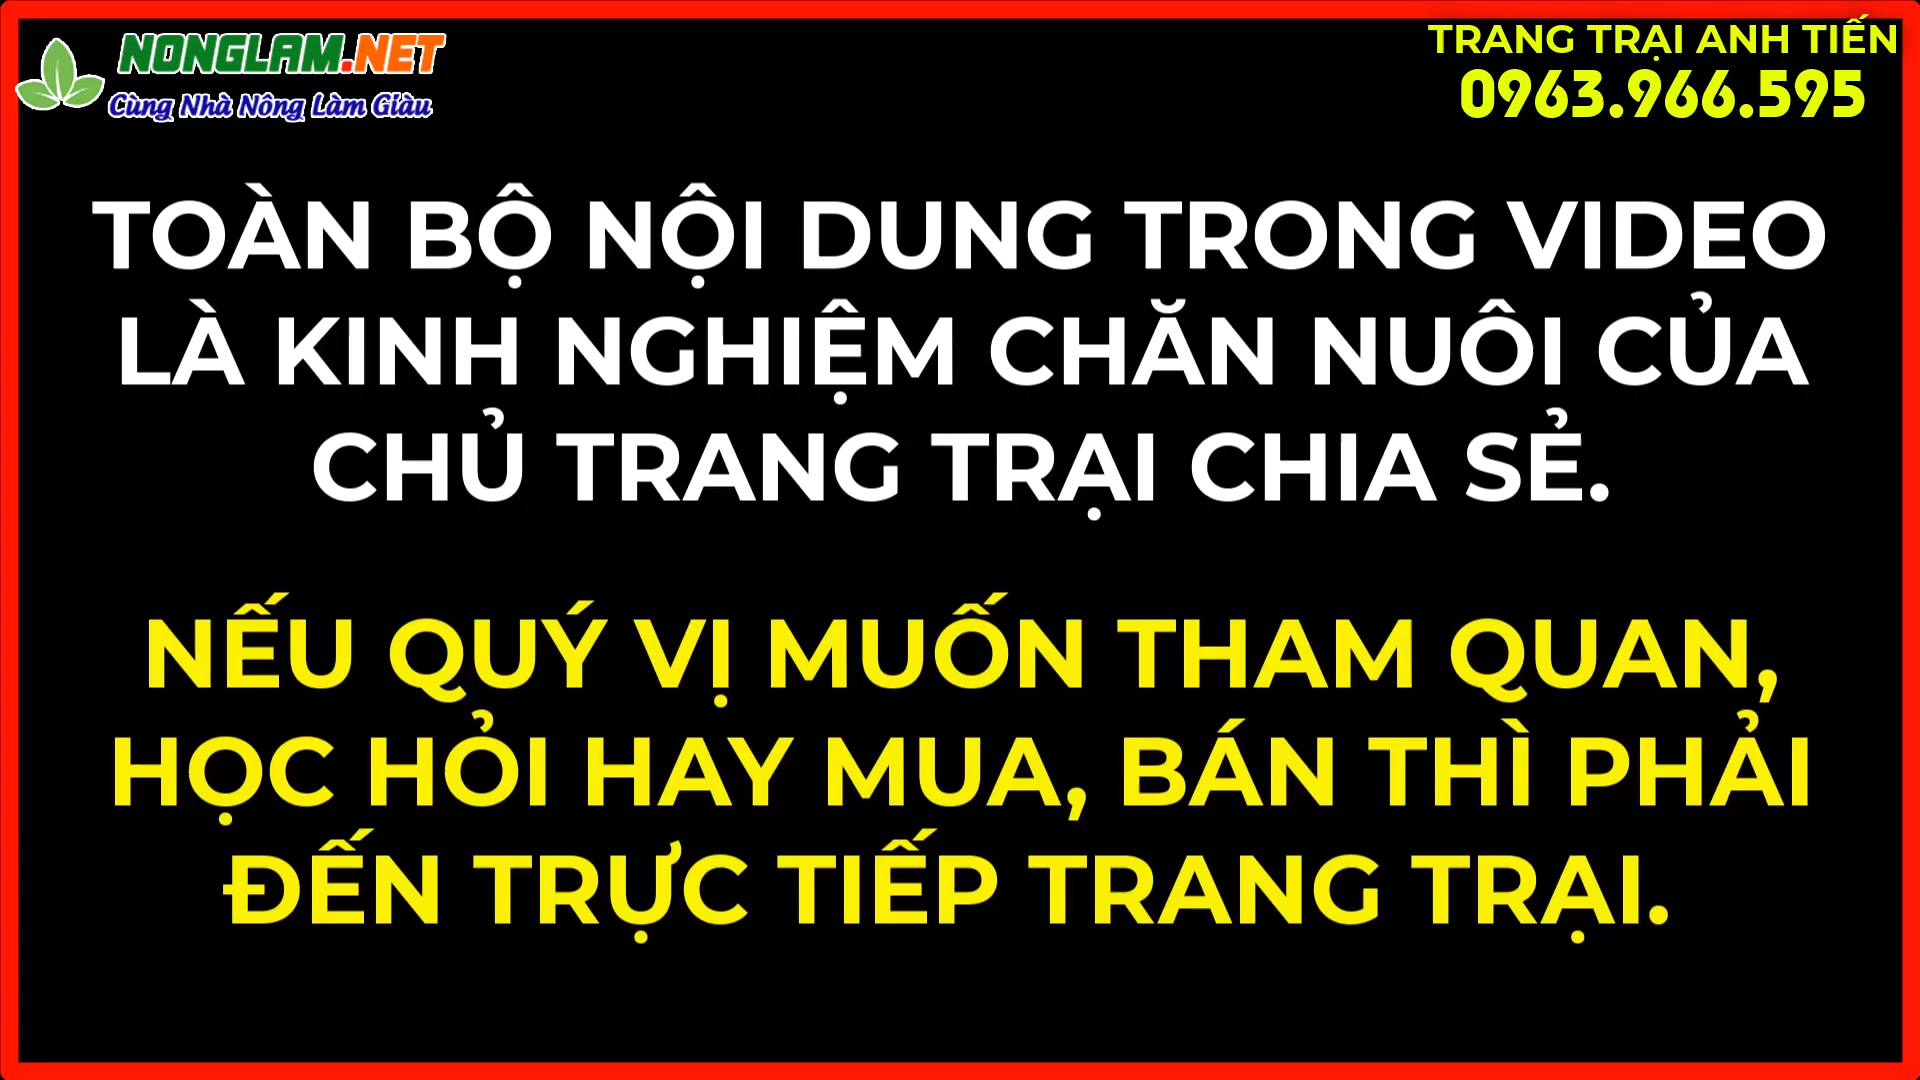 NONGLAM.NET
Cùng Nhà Nông Làm Giàu
TRANG TRẠI ANH TIẾN
0963.966.595
TOÀN BỘ NỘI DUNG TRONG VIDEO
LÀ KINH NGHIỆM CHĂN NUÔI CỦA
CHỦ TRANG TRẠI CHIA SẺ.
NẾU QUÝ VỊ MUỐN THAM QUAN,
HỌC HỎI HAY MUA, BÁN THÌ PHẢI
ĐẾN TRỰC TIẾP TRANG TRẠI.